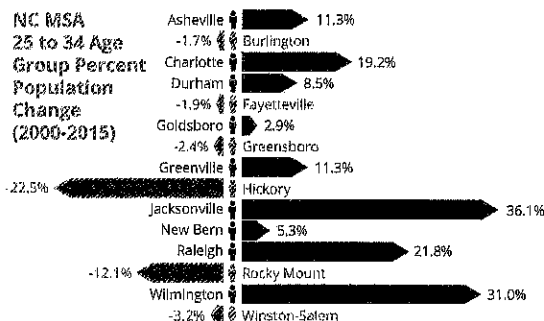 NC MSA
25 to 34 Age
Group Percent
Population
Change
(2000-2015)
Asheville 11.3%
-1.7% Burlington
Charlotte 19.2%
Durham 8.5%
-1.9% Fayetteville
Goldsboro 2.9%
-2.4% Greensboro
Greenville 11.3%
-22.5% Hickory
Jacksonville 36.1%
New Bern 5.3%
Raleigh 21.8%
-12.1% Rocky Mount
Wilmington 31.0%
-3.2% Winston-Salem